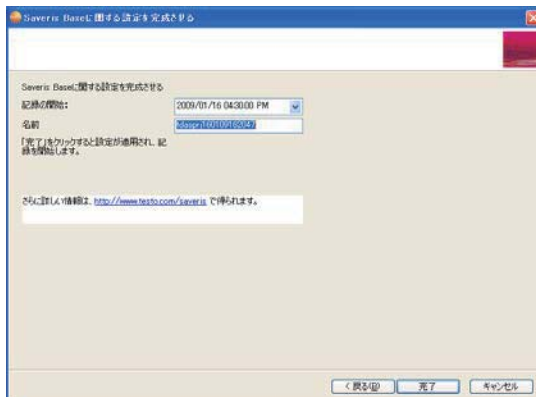 Saveris Baseに関する設定を完成させる
Saveris Baseに関する設定を完成させる
記録の開始:
2009/01/16 04:30:00 PM
名前
「完了」をクリックすると設定が適用され、記
録を開始します。
さらに詳しい情報は、http://www.testo.com/saveris で得られます。
< 戻る(B)
完了
キャンセル